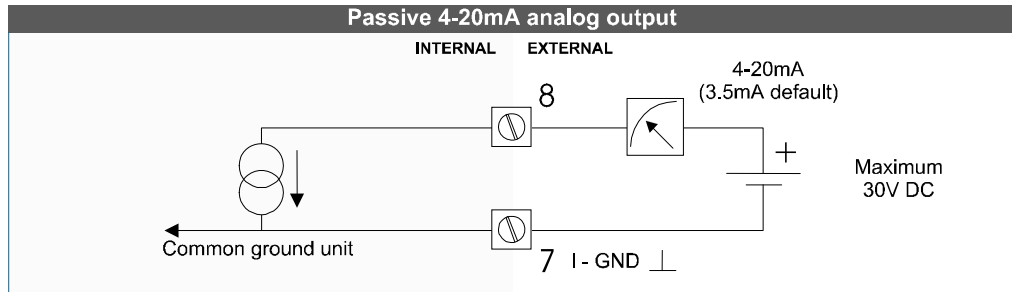 Passive 4-20mA analog output
INTERNAL EXTERNAL
4-20mA
(3.5mA default)
8
+
Maximum
30V DC
Common ground unit
7 I - GND ⊥